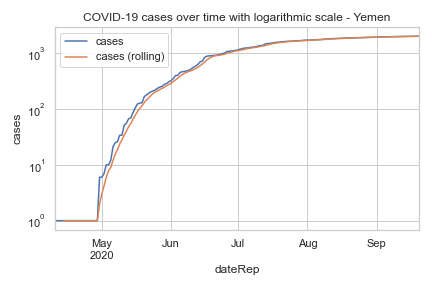 COVID-19 cases over time with logarithmic scale - Yemen
cases
cases (rolling)
10³
10²
10¹
10⁰
cases
May
2020
Jun
Jul
Aug
Sep
dateRep